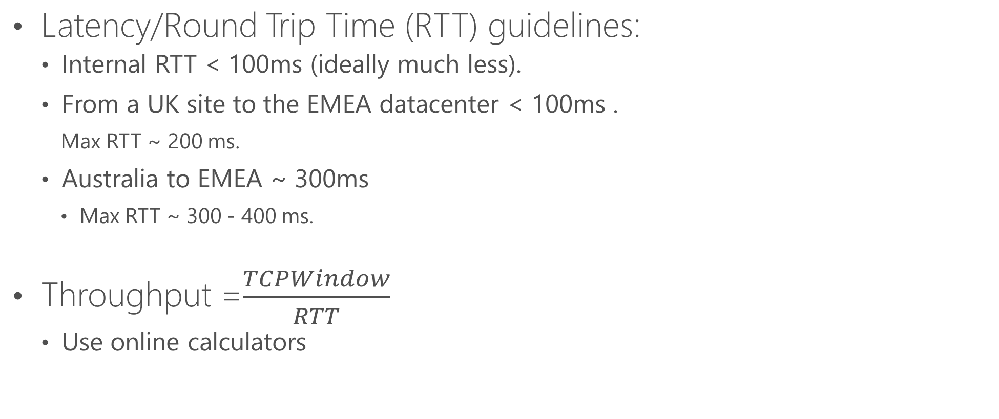 • Latency/Round Trip Time (RTT) guidelines:
• Internal RTT < 100ms (ideally much less).
• From a UK site to the EMEA datacenter < 100ms .
Max RTT ~ 200 ms.
• Australia to EMEA ~ 300ms
• Max RTT ~ 300 - 400 ms.
• Throughput = TCPWindow
RTT
• Use online calculators